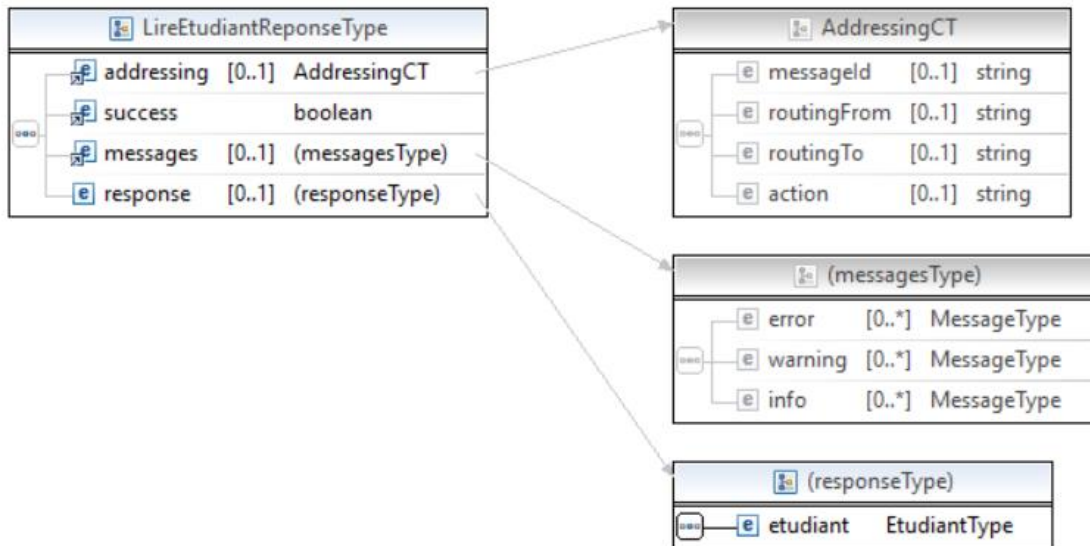 LireEtudiantReponseType
addressing [0..1] AddressingCT
success boolean
messages [0..1] (messagesType)
response [0..1] (responseType)
AddressingCT
messageId [0..1] string
routingFrom [0..1] string
routingTo [0..1] string
action [0..1] string
(messagesType)
error [0..*] MessageType
warning [0..*] MessageType
info [0..*] MessageType
(responseType)
etudiant EtudiantType